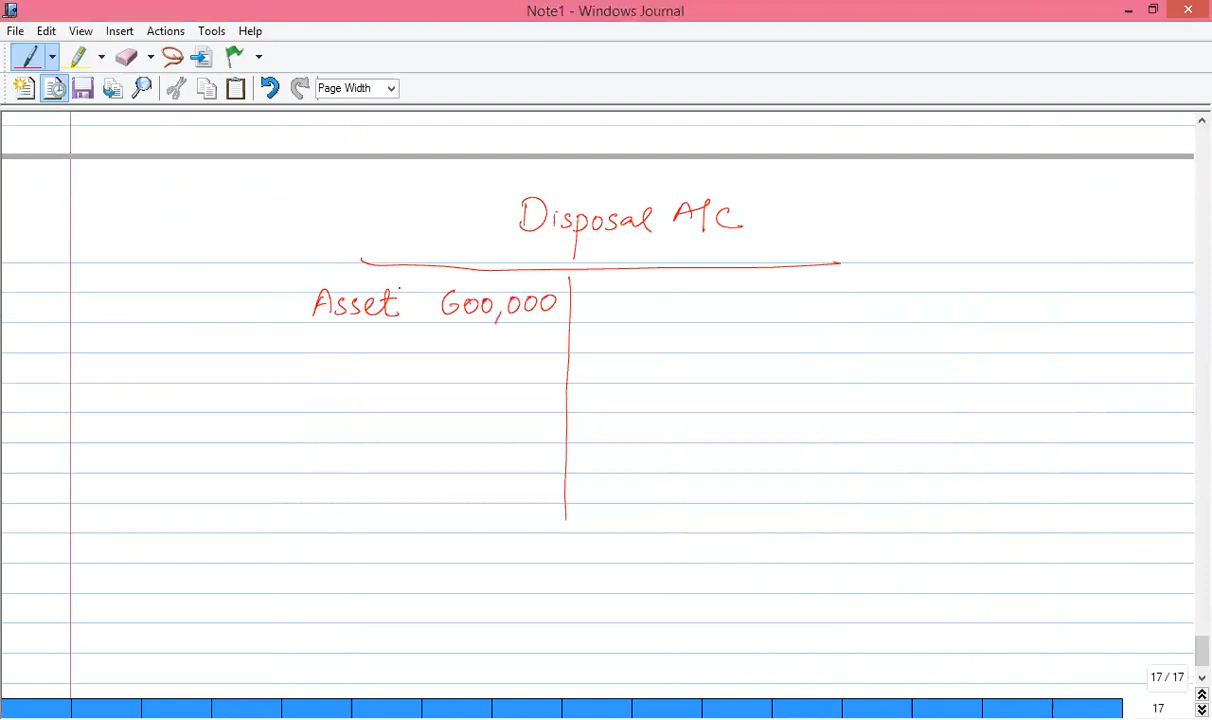 Note1 - Windows Journal
File Edit View Insert Actions Tools Help
Page Width
Disposal A/C
Asset 600,000
17 / 17
17